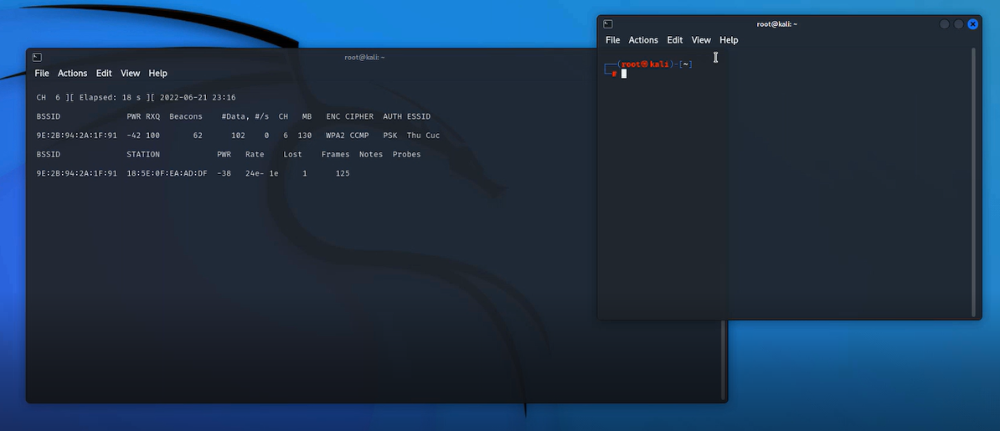 root@kali: ~
File Actions Edit View Help
CH 6 ][ Elapsed: 18 s ][ 2022-06-21 23:16
BSSID PWR RXQ Beacons #Data, #/s CH MB ENC CIPHER AUTH ESSID
9E:2B:94:2A:1F:91 -42 100 62 102 0 6 130 WPA2 CCMP PSK Thu Cuc
BSSID STATION PWR Rate Lost Frames Notes Probes
9E:2B:94:2A:1F:91 18:5E:0F:EA:AD:DF -38 24e- 1e 1 125
root@kali: ~
File Actions Edit View Help
┌──(root㉿kali)-[~]
└─#